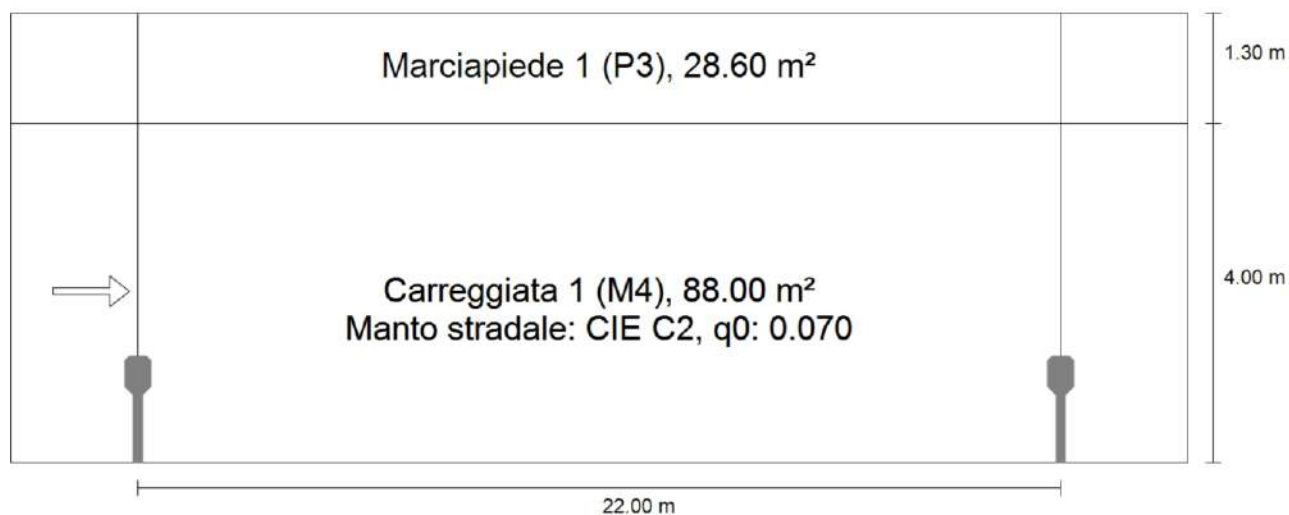 Marciapiede 1 (P3), 28.60 m²
1.30 m
Carreggiata 1 (M4), 88.00 m²
Manto stradale: CIE C2, q0: 0.070
4.00 m
22.00 m